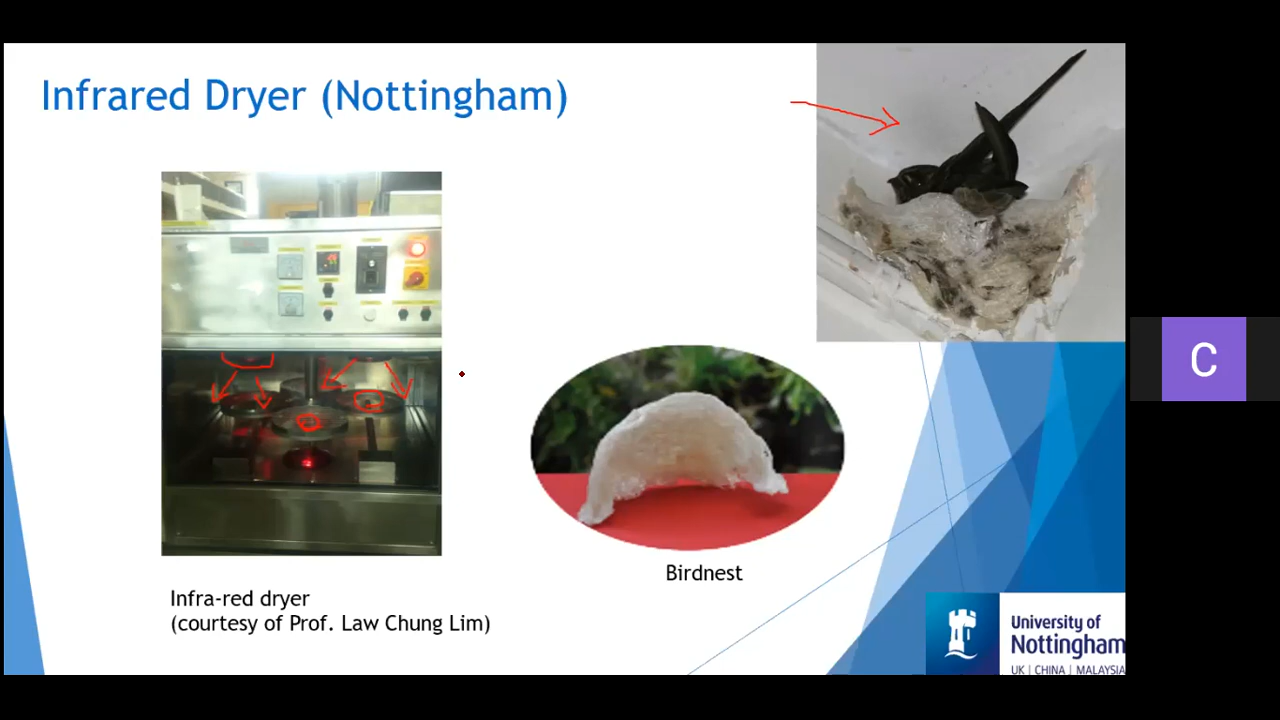 Infrared Dryer (Nottingham)
Infra-red dryer
(courtesy of Prof. Law Chung Lim)
Birdnest
University of
Nottingham
UK | CHINA | MALAYSIA
C